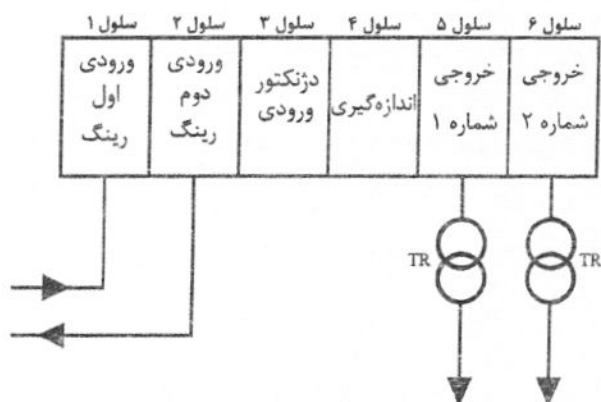 سلول ۱ سلول ۲ سلول ۳ سلول ۴ سلول ۵ سلول ۶
ورودی
اول
رینگ
ورودی
دوم
رینگ
دژنکتور
ورودی
اندازه‌گیری
خروجی
شماره ۱
خروجی
شماره ۲
TR
TR